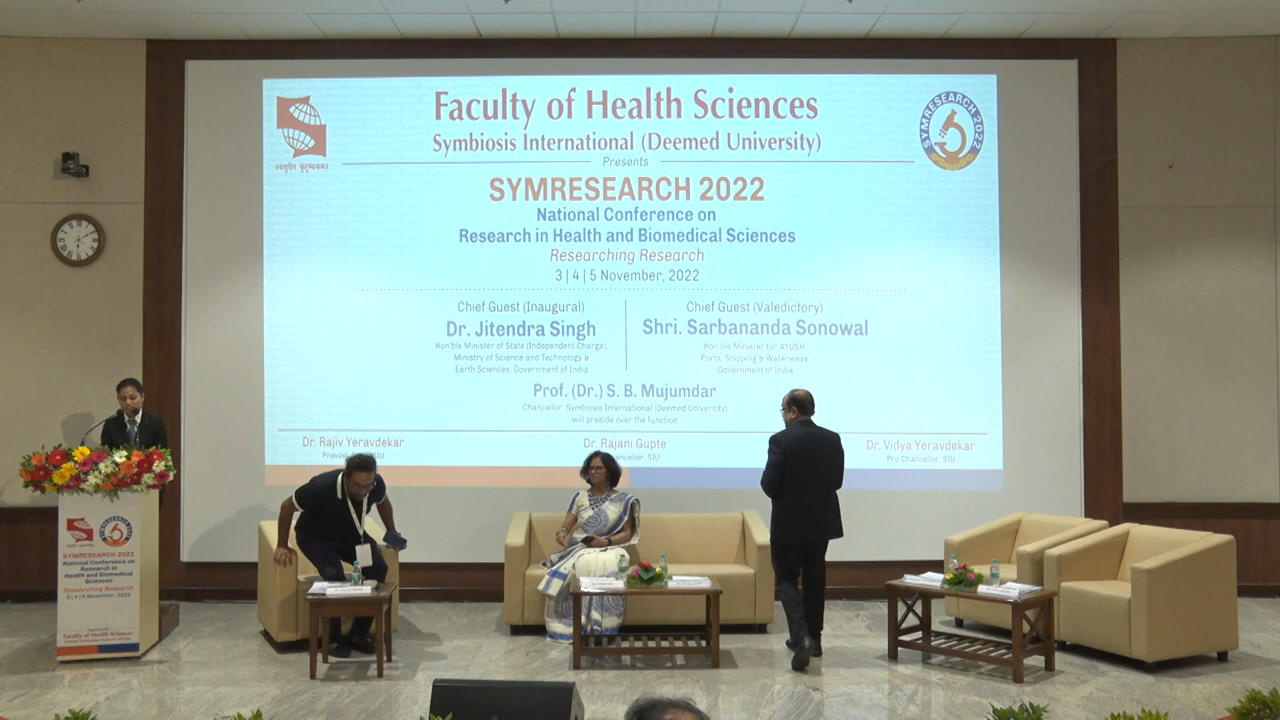 Faculty of Health Sciences
Symbiosis International (Deemed University)
Presents
SYMRESEARCH 2022
National Conference on
Research in Health and Biomedical Sciences
Researching Research
3 | 4 | 5 November, 2022
Chief Guest (Inaugural)
Dr. Jitendra Singh
Hon'ble Minister of State (Independent Charge),
Ministry of Science and Technology &
Earth Sciences, Government of India
Chief Guest (Valedictory)
Shri. Sarbananda Sonowal
Hon'ble Minister for AYUSH,
Ports, Shipping & Waterways
Government of India
Prof. (Dr.) S. B. Mujumdar
Chancellor, Symbiosis International (Deemed University)
will preside over the function
Dr. Rajiv Yeravdekar
SIU
Dr. Rajani Gupte
SIU
Dr. Vidya Yeravdekar
Pro Chancellor, SIU
वसुधैव कुटुम्बकम्
SYMRESEARCH 2022
SYMRESEARCH 2022
National Conference on
Research in
Health and Biomedical
Sciences
Researching Research
3 | 4 | 5 November, 2022
Faculty of Health Sciences